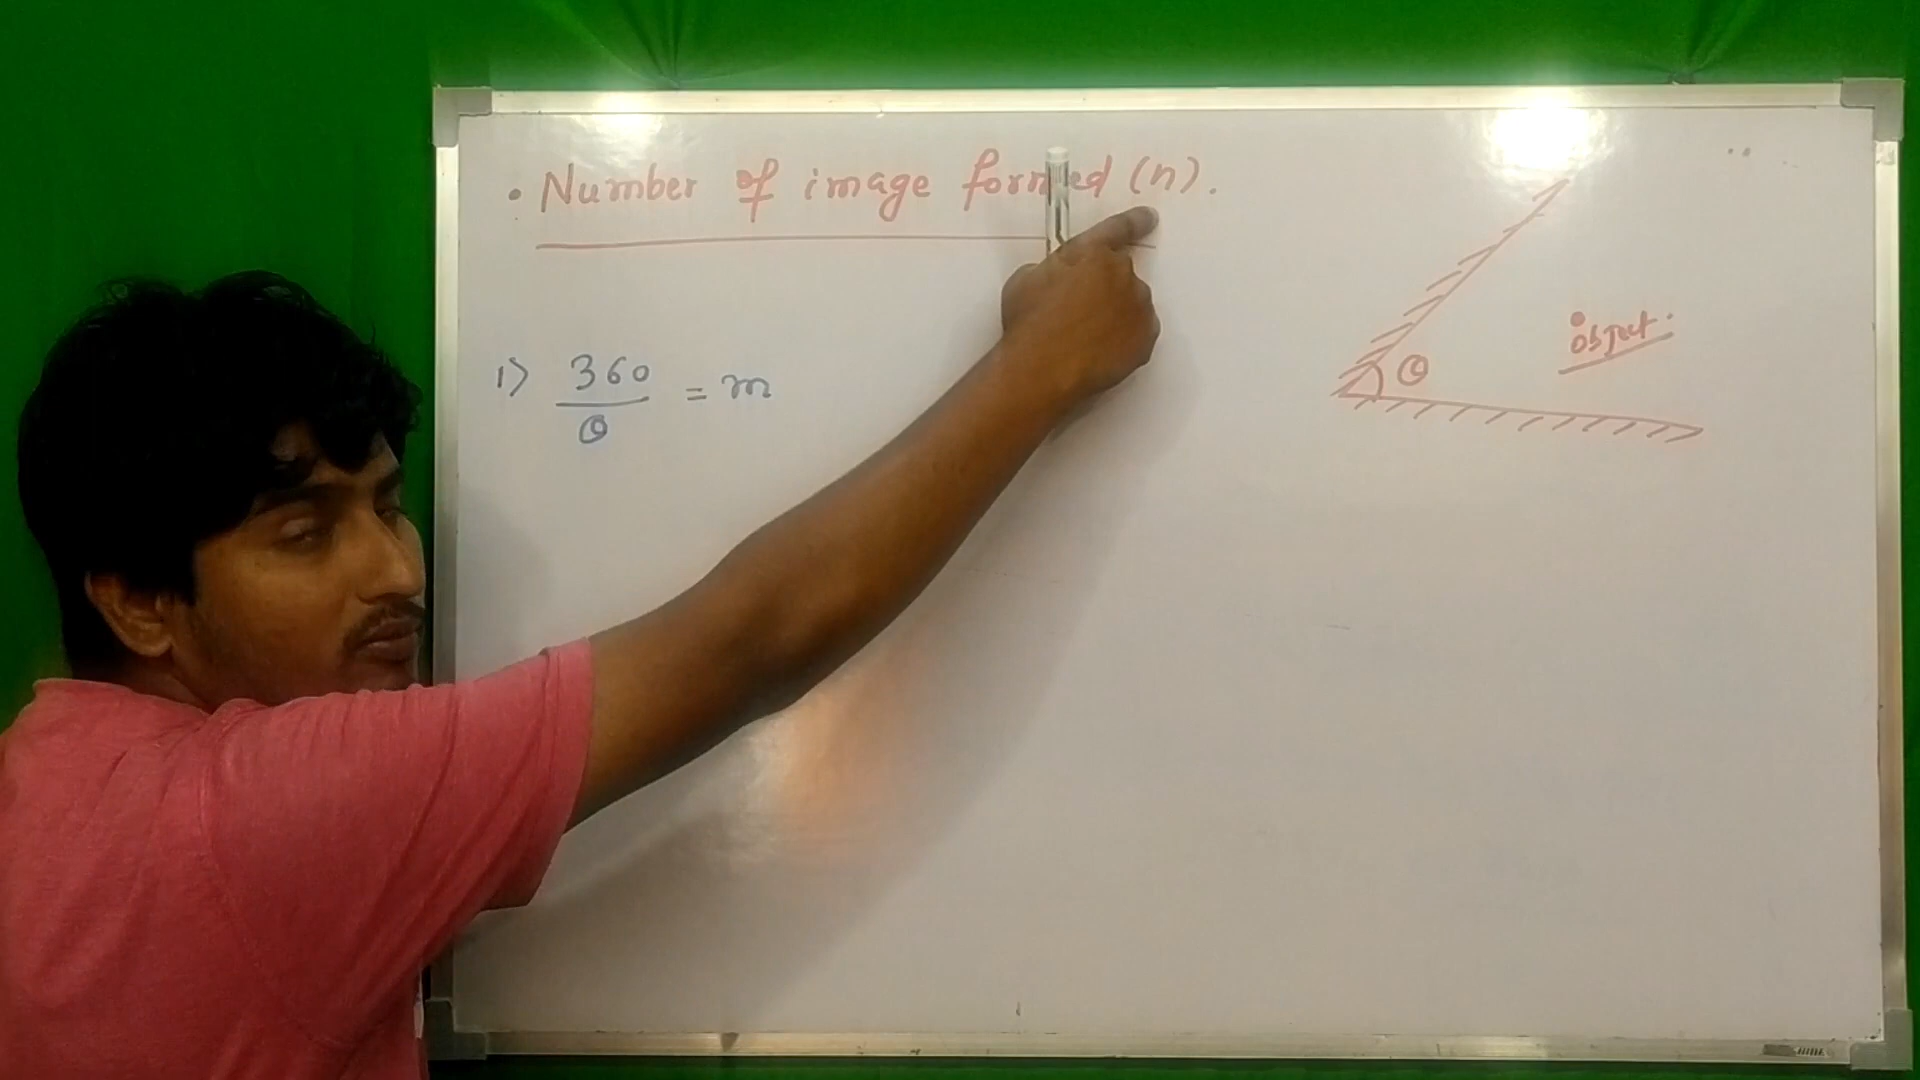 • Number of image formed (n).
1) 360/θ = m
θ
object.